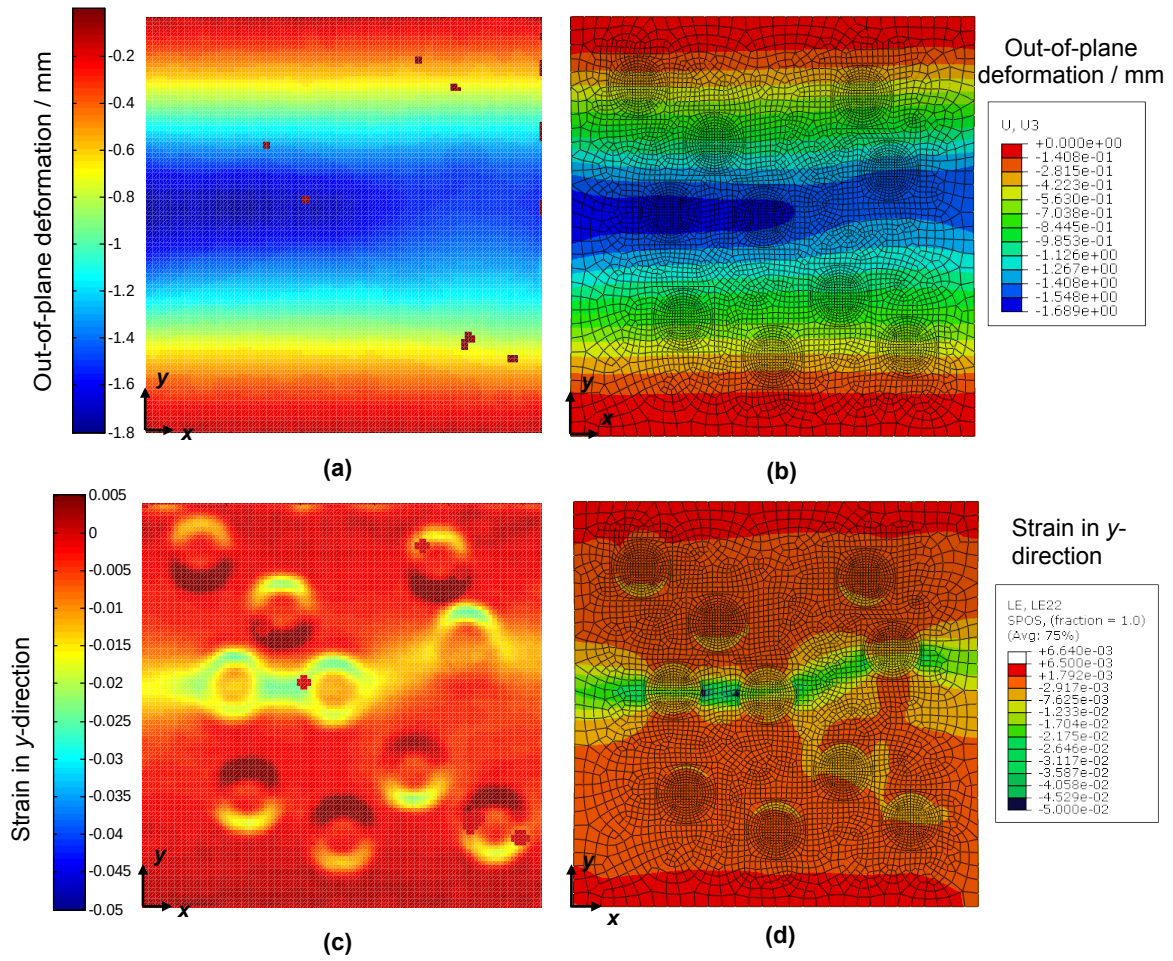 -0.2
-0.4
-0.6
-0.8
-1
-1.2
-1.4
-1.6
-1.8
Out-of-plane deformation / mm
y
x
(a)
y
x
(b)
Out-of-plane
deformation / mm
U, U3
+0.000e+00
-1.408e-01
-2.815e-01
-4.223e-01
-5.630e-01
-7.038e-01
-8.445e-01
-9.853e-01
-1.126e+00
-1.267e+00
-1.408e+00
-1.548e+00
-1.689e+00
0.005
0
-0.005
-0.01
-0.015
-0.02
-0.025
-0.03
-0.035
-0.04
-0.045
-0.05
Strain in y-direction
y
x
(c)
y
x
(d)
Strain in y-
direction
LE, LE22
SPOS, (fraction = 1.0)
(Avg: 75%)
+6.640e-03
+6.500e-03
+1.792e-03
-2.917e-03
-7.625e-03
-1.233e-02
-1.704e-02
-2.175e-02
-2.646e-02
-3.117e-02
-3.587e-02
-4.058e-02
-4.529e-02
-5.000e-02